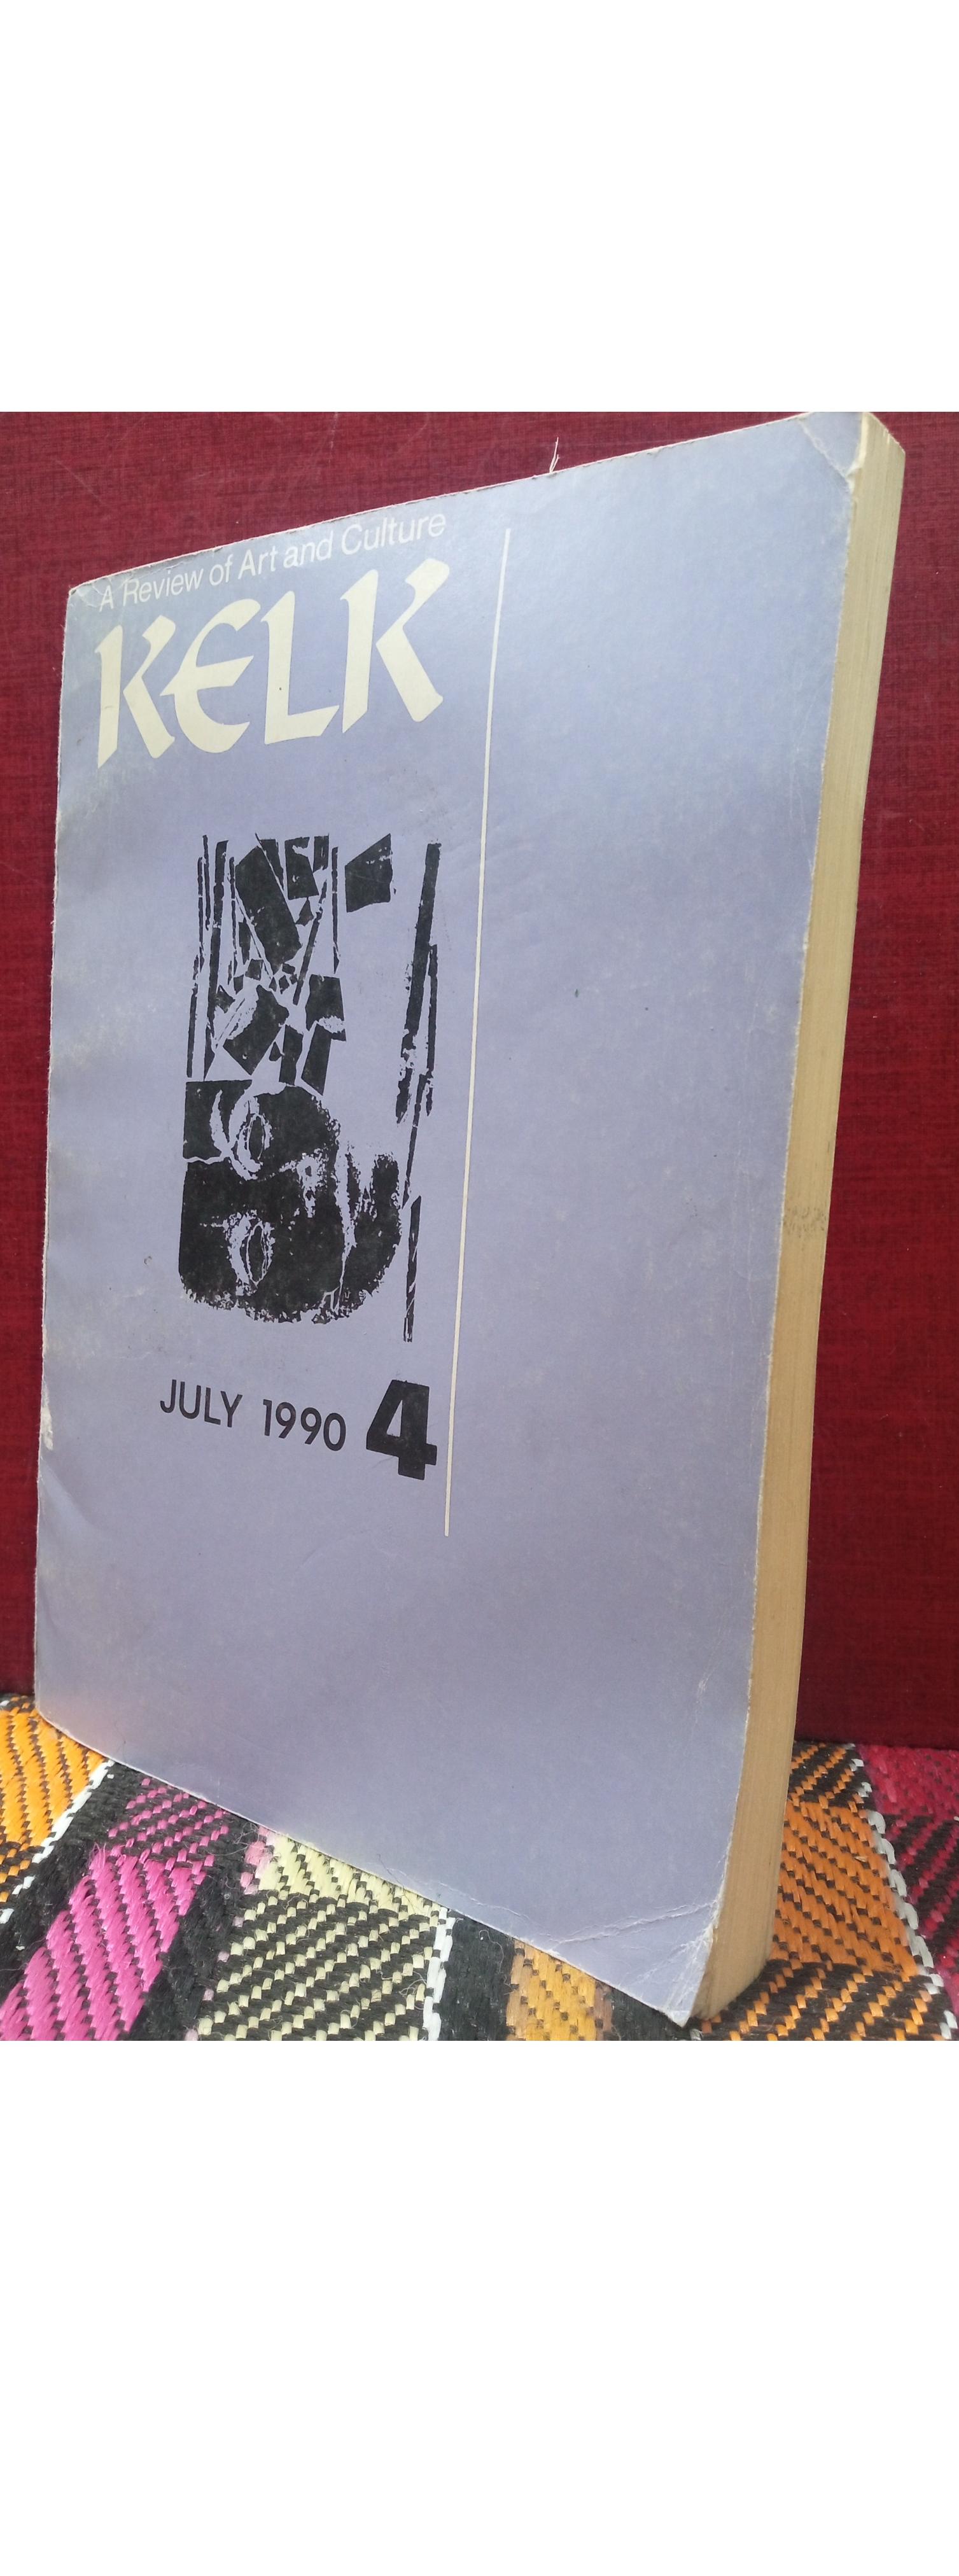 A Review of Art and Culture
KELK
JULY 1990 4